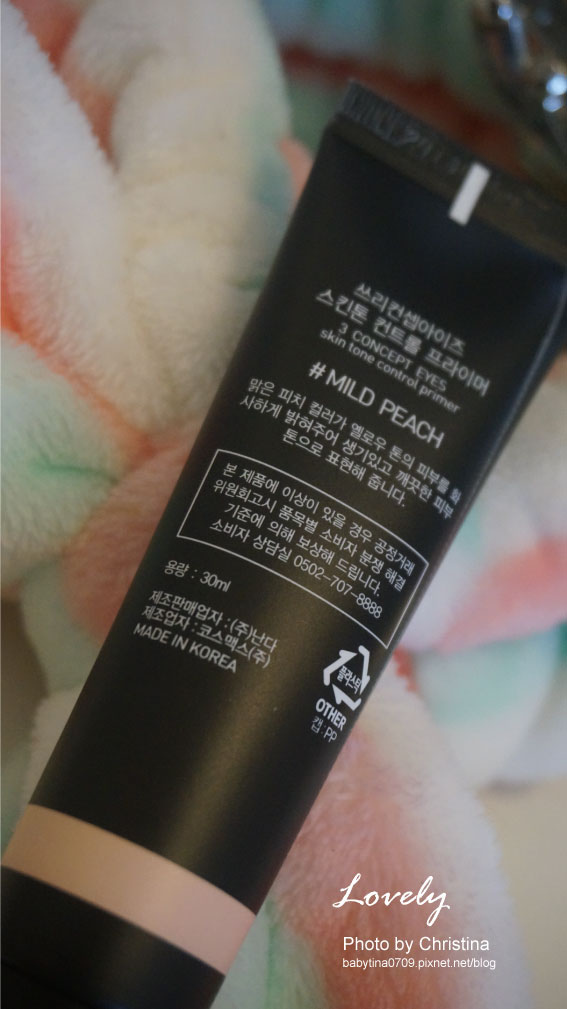 쓰리컨셉아이즈
스킨톤 컨트롤 프라이머
3 CONCEPT EYES
skin tone control primer
#MILD PEACH
맑은 피치 컬러가 옐로우 톤의 피부를 화
사하게 밝혀주어 생기있고 깨끗한 피부
톤으로 표현해 줍니다.
본 제품에 이상이 있을 경우 공정거래
위원회고시 품목별 소비자 분쟁 해결
기준에 의해 보상해 드립니다.
소비자 상담실 0502-707-8888
용량 : 30ml
제조판매업자 : (주)난다
제조업자 : 코스맥스(주)
MADE IN KOREA
플라스틱
OTHER
캡:PP
Lovely
Photo by Christina
babytina0709.pixnet.net/blog